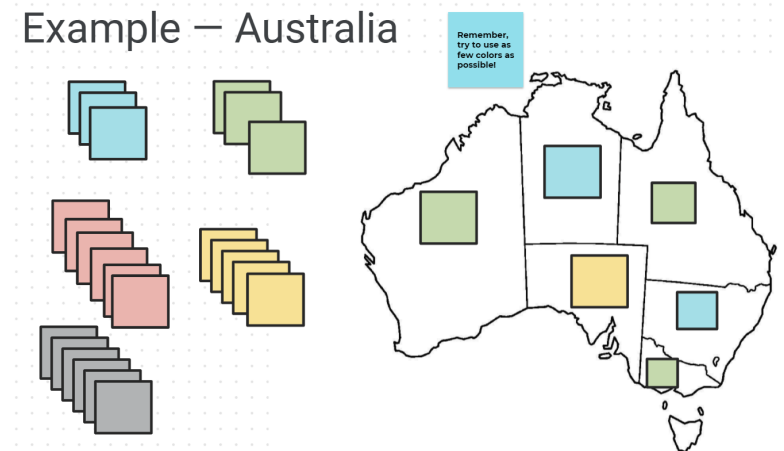 Example — Australia
Remember,
try to use as
few colors as
possible!